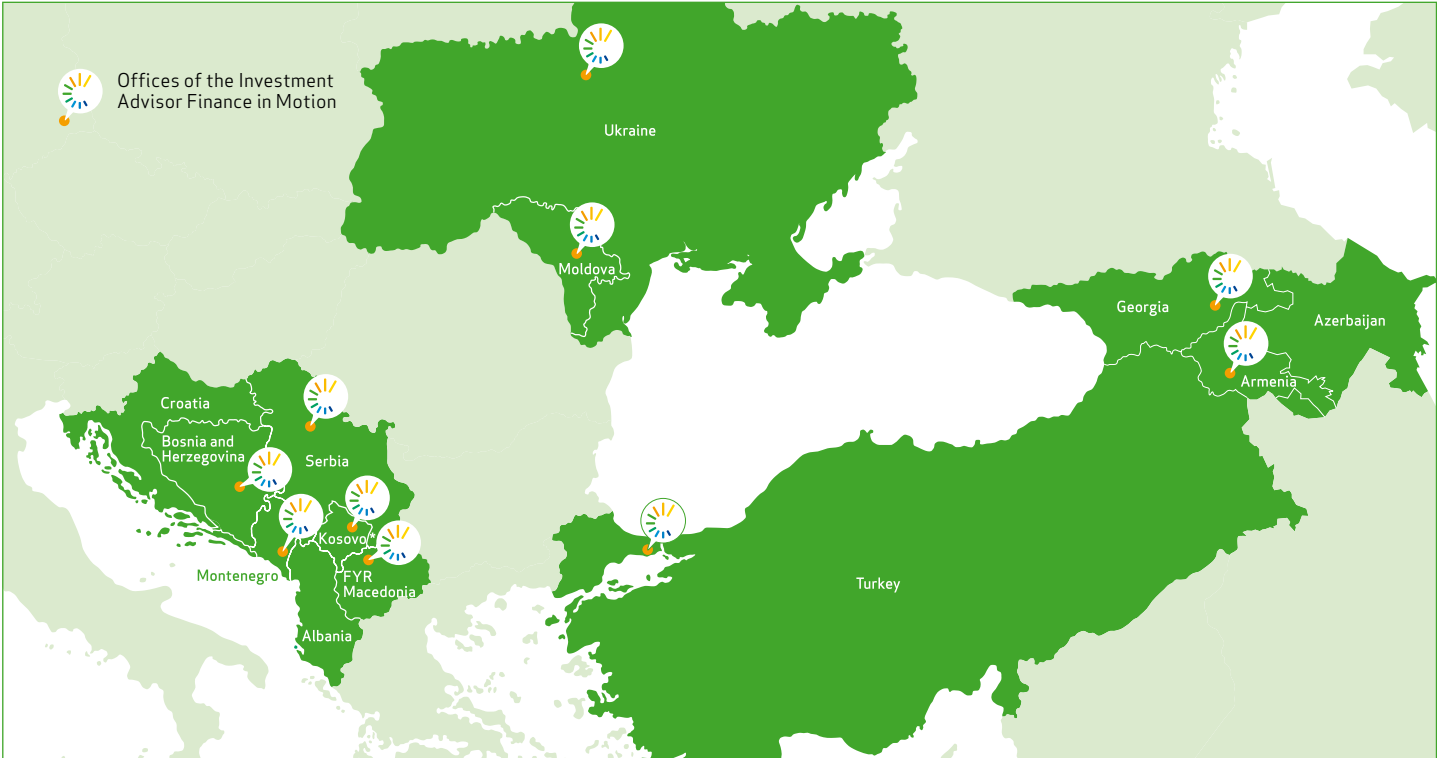 Offices of the Investment
Advisor Finance in Motion
Ukraine
Moldova
Georgia
Azerbaijan
Armenia
Croatia
Bosnia and
Herzegovina
Serbia
Kosovo*
Montenegro
FYR
Macedonia
Albania
Turkey